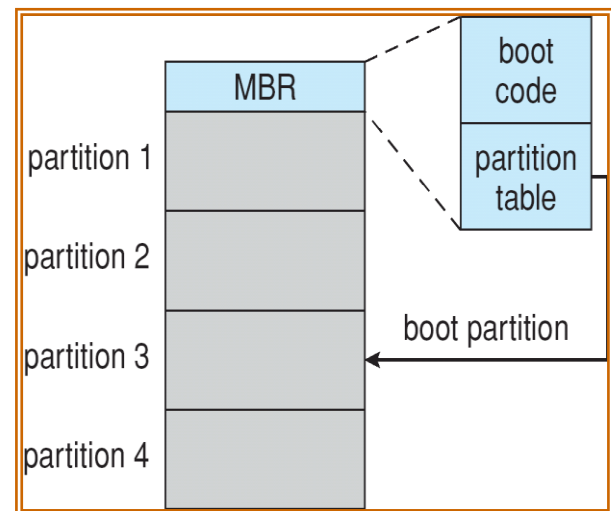 MBR
boot
code
partition
table
partition 1
partition 2
boot partition
partition 3
partition 4